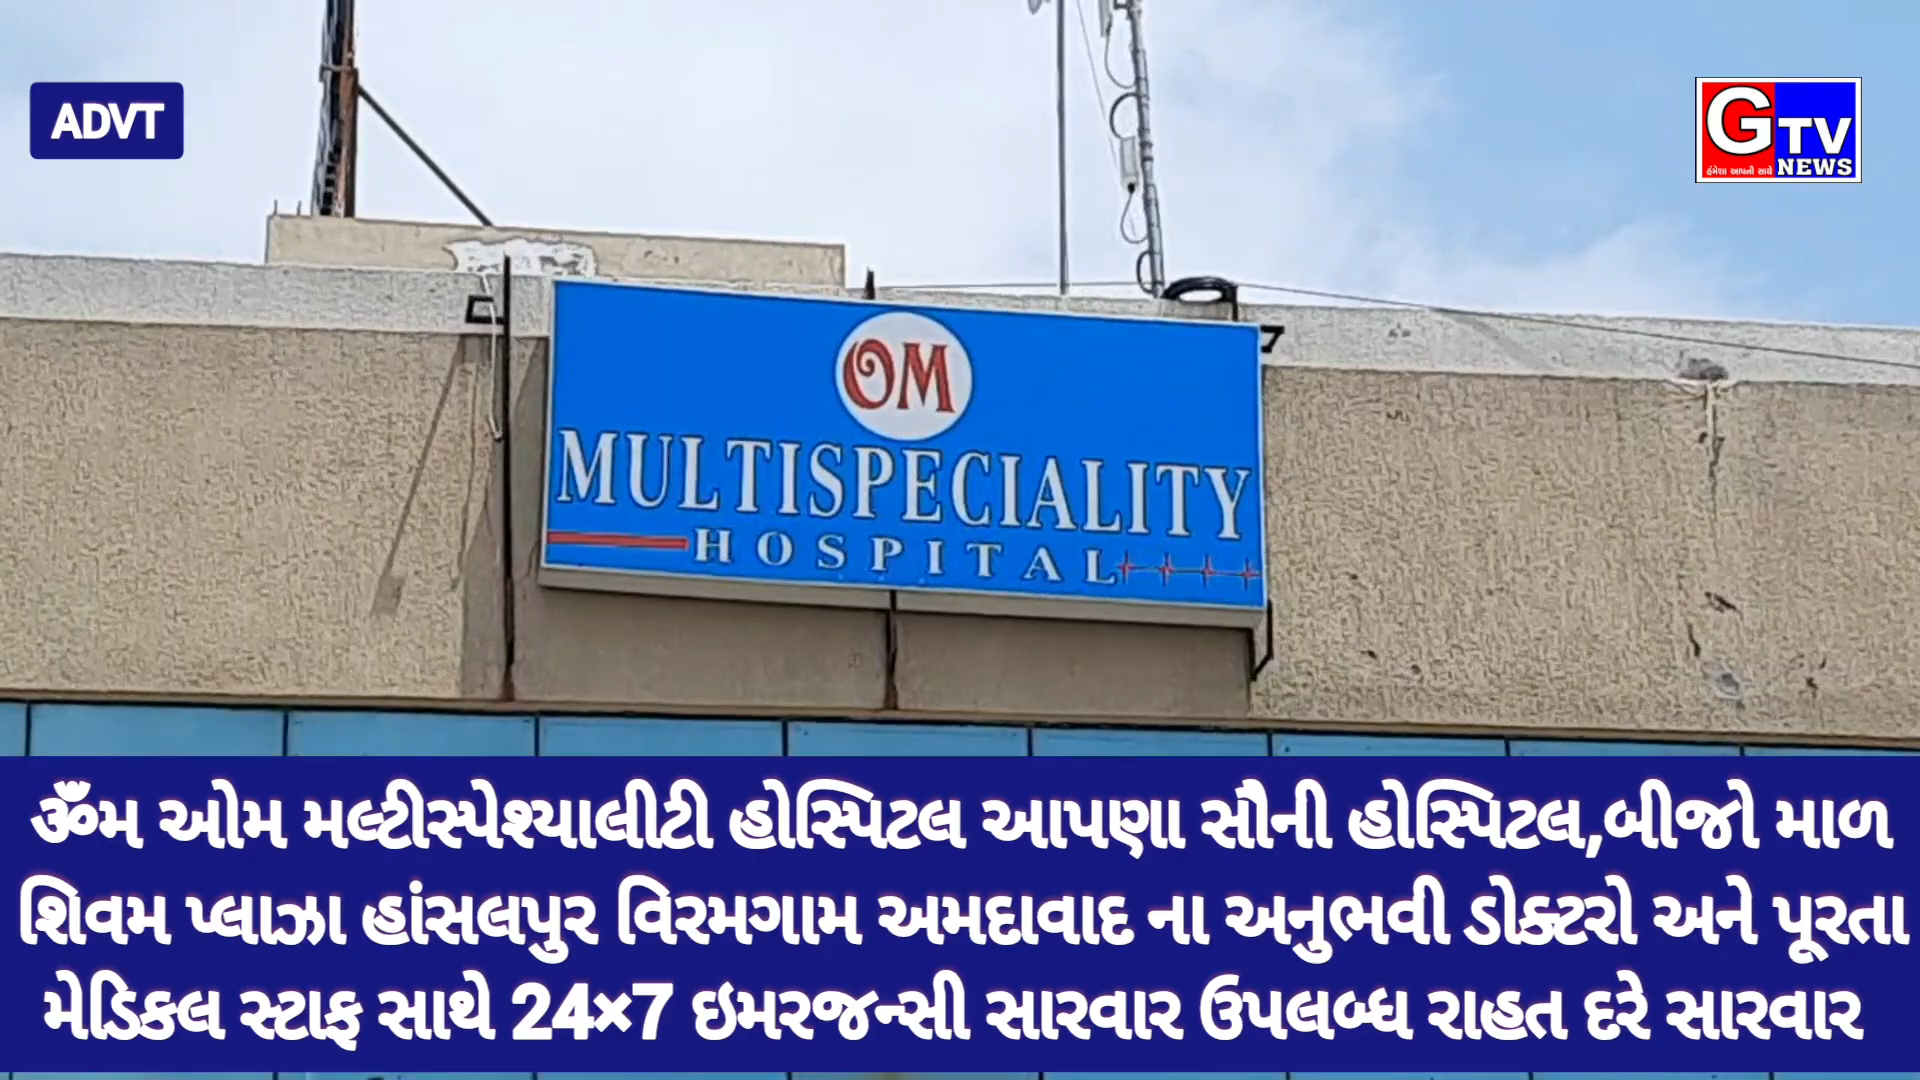 ADVT
G TV
NEWS
હંમેશા આપની સાથે
OM
MULTISPECIALITY
HOSPITAL
ૐમ ઓમ મલ્ટીસ્પેશ્યાલીટી હોસ્પિટલ આપણા સૌની હોસ્પિટલ,બીજો માળ
શિવમ પ્લાઝા હાંસલપુર વિરમગામ અમદાવાદ ના અનુભવી ડોક્ટરો અને પૂરતા
મેડિકલ સ્ટાફ સાથે 24×7 ઇમરજન્સી સારવાર ઉપલબ્ધ રાહત દરે સારવાર